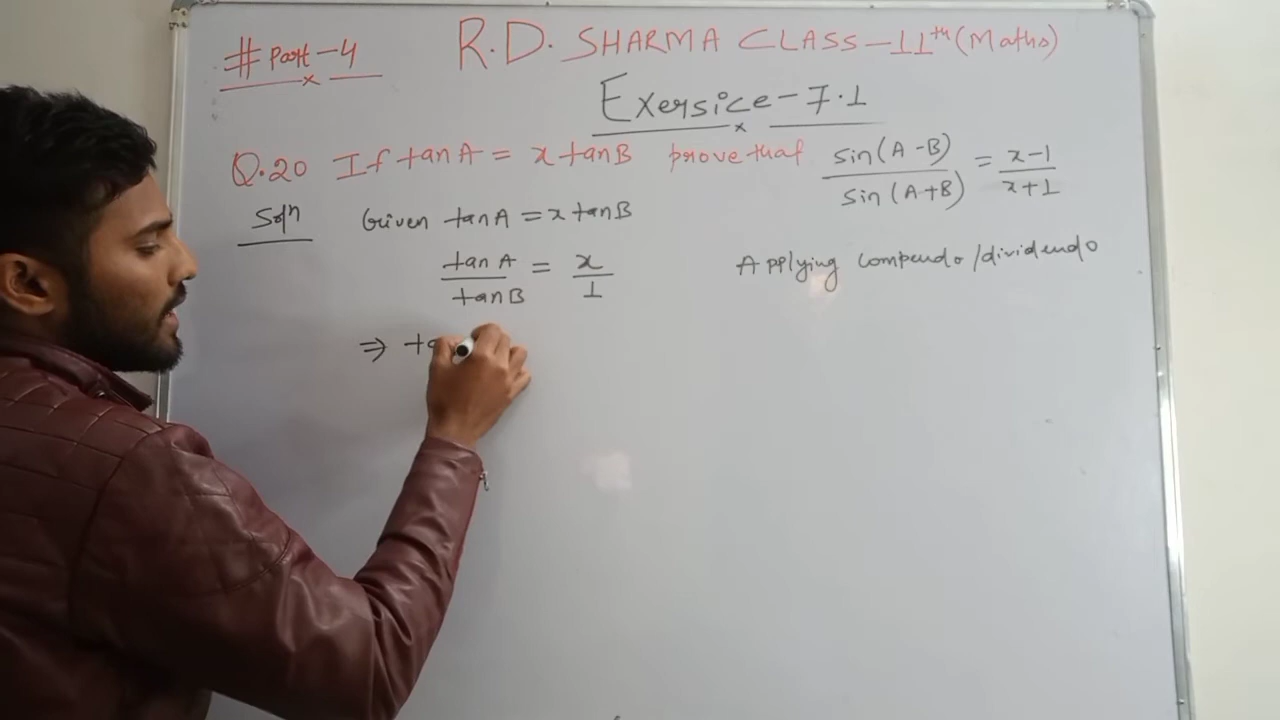 # Part-4
R.D. SHARMA CLASS-11th (Maths)
Exersice-7.1
Q.20 If tanA = x tanB prove that sin(A-B)/sin(A+B) = x-1/x+1
Soln Given tanA = x tanB
tanA/tanB = x/1 Applying compendo/dividendo
⇒ ta